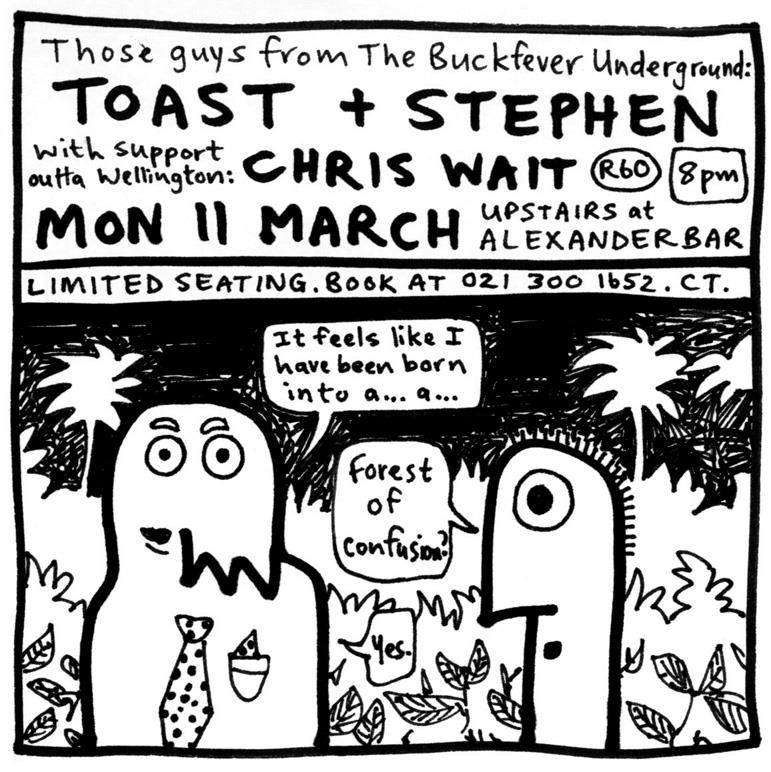 Those guys from The Buckfever Underground:
TOAST + STEPHEN
with support
outta Wellington: CHRIS WAIT R60 8pm
MON 11 MARCH UPSTAIRS at
ALEXANDERBAR
LIMITED SEATING. BOOK AT 021 300 1652. CT.
It feels like I
have been born
into a... a...
Forest
of
confusion?
Yes.